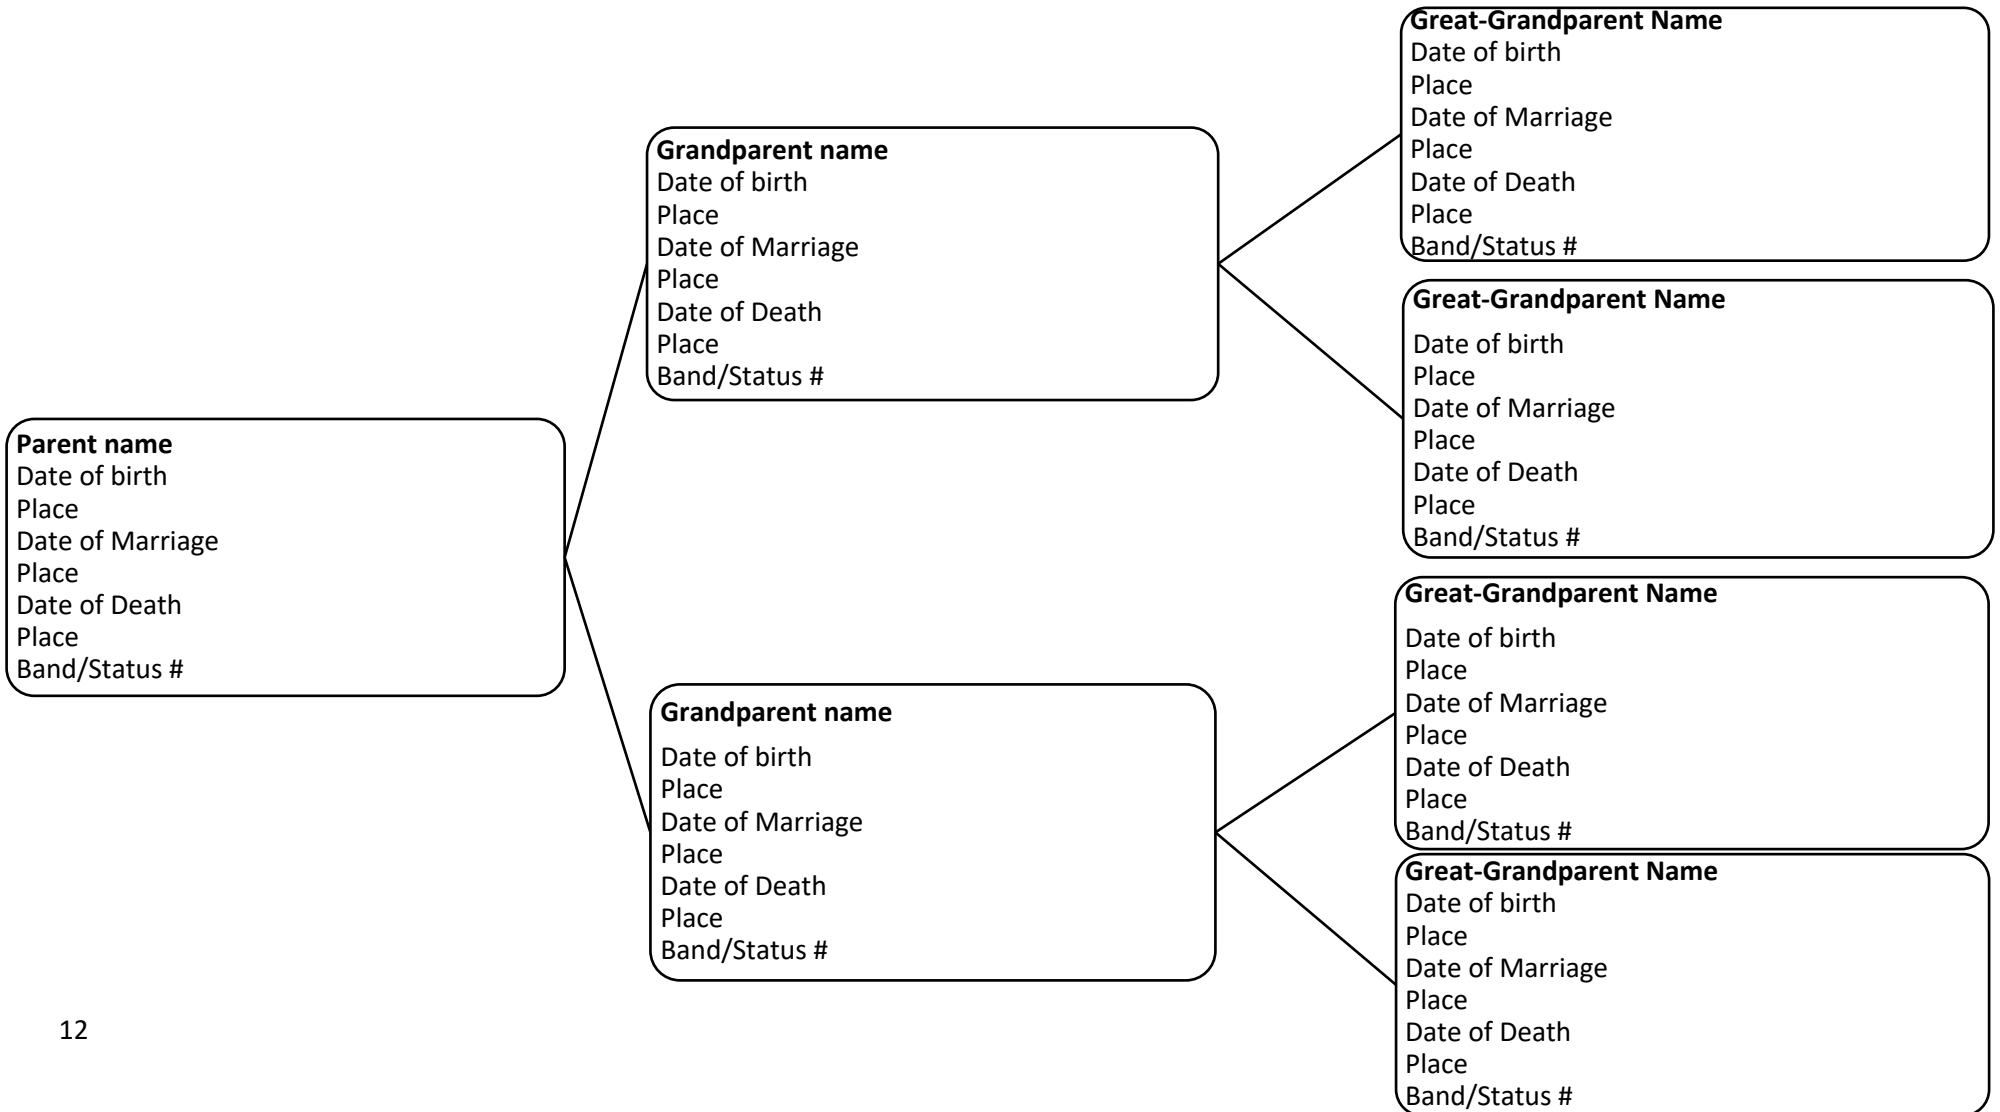 Parent name
Date of birth
Place
Date of Marriage
Place
Date of Death
Place
Band/Status #
Grandparent name
Date of birth
Place
Date of Marriage
Place
Date of Death
Place
Band/Status #
Grandparent name
Date of birth
Place
Date of Marriage
Place
Date of Death
Place
Band/Status #
Great-Grandparent Name
Date of birth
Place
Date of Marriage
Place
Date of Death
Place
Band/Status #
Great-Grandparent Name
Date of birth
Place
Date of Marriage
Place
Date of Death
Place
Band/Status #
Great-Grandparent Name
Date of birth
Place
Date of Marriage
Place
Date of Death
Place
Band/Status #
Great-Grandparent Name
Date of birth
Place
Date of Marriage
Place
Date of Death
Place
Band/Status #
12